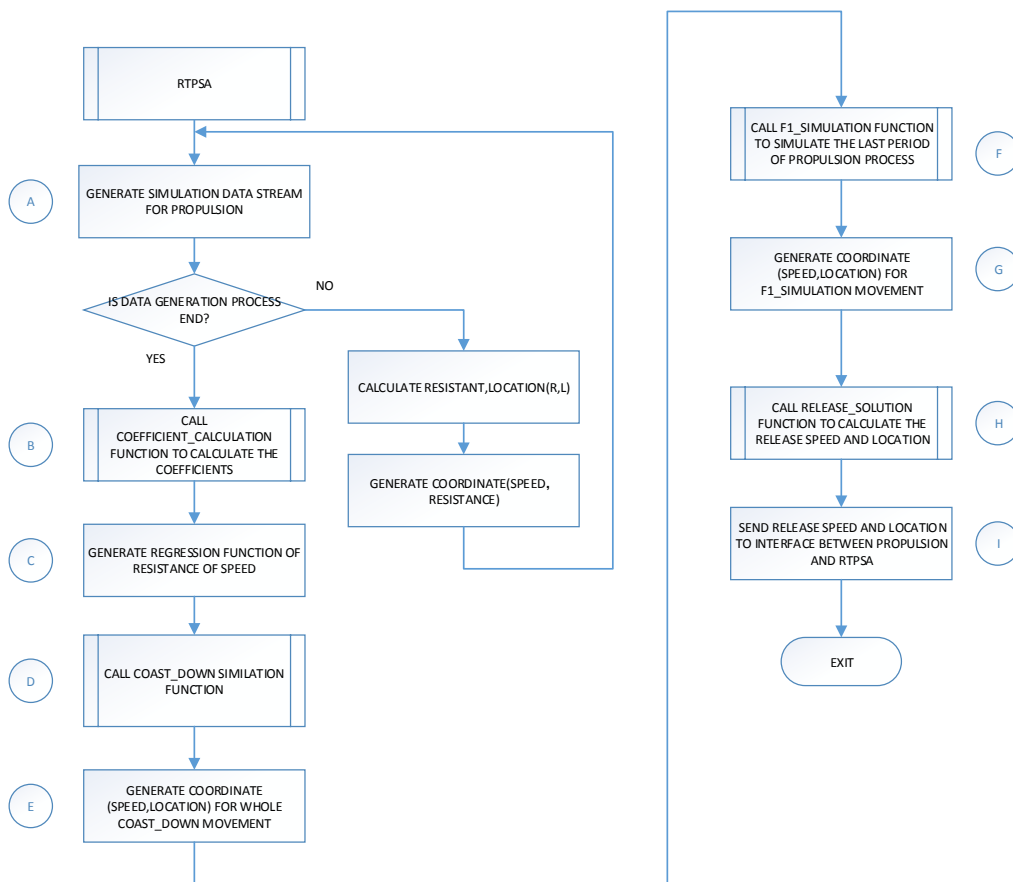 RTPSA
A
GENERATE SIMULATION DATA STREAM
FOR PROPULSION
IS DATA GENERATION PROCESS
END?
NO
YES
CALCULATE RESISTANT,LOCATION(R,L)
GENERATE COORDINATE(SPEED,
RESISTANCE)
B
CALL
COEFFICIENT_CALCULATION
FUNCTION TO CALCULATE THE
COEFFICIENTS
C
GENERATE REGRESSION FUNCTION OF
RESISTANCE OF SPEED
D
CALL COAST_DOWN SIMILATION
FUNCTION
E
GENERATE COORDINATE
(SPEED,LOCATION) FOR WHOLE
COAST_DOWN MOVEMENT
CALL F1_SIMULATION FUNCTION
TO SIMULATE THE LAST PERIOD
OF PROPULSION PROCESS
F
GENERATE COORDINATE
(SPEED,LOCATION) FOR
F1_SIMULATION MOVEMENT
G
CALL RELEASE_SOLUTION
FUNCTION TO CALCULATE THE
RELEASE SPEED AND LOCATION
H
SEND RELEASE SPEED AND LOCATION
TO INTERFACE BETWEEN PROPULSION
AND RTPSA
I
EXIT